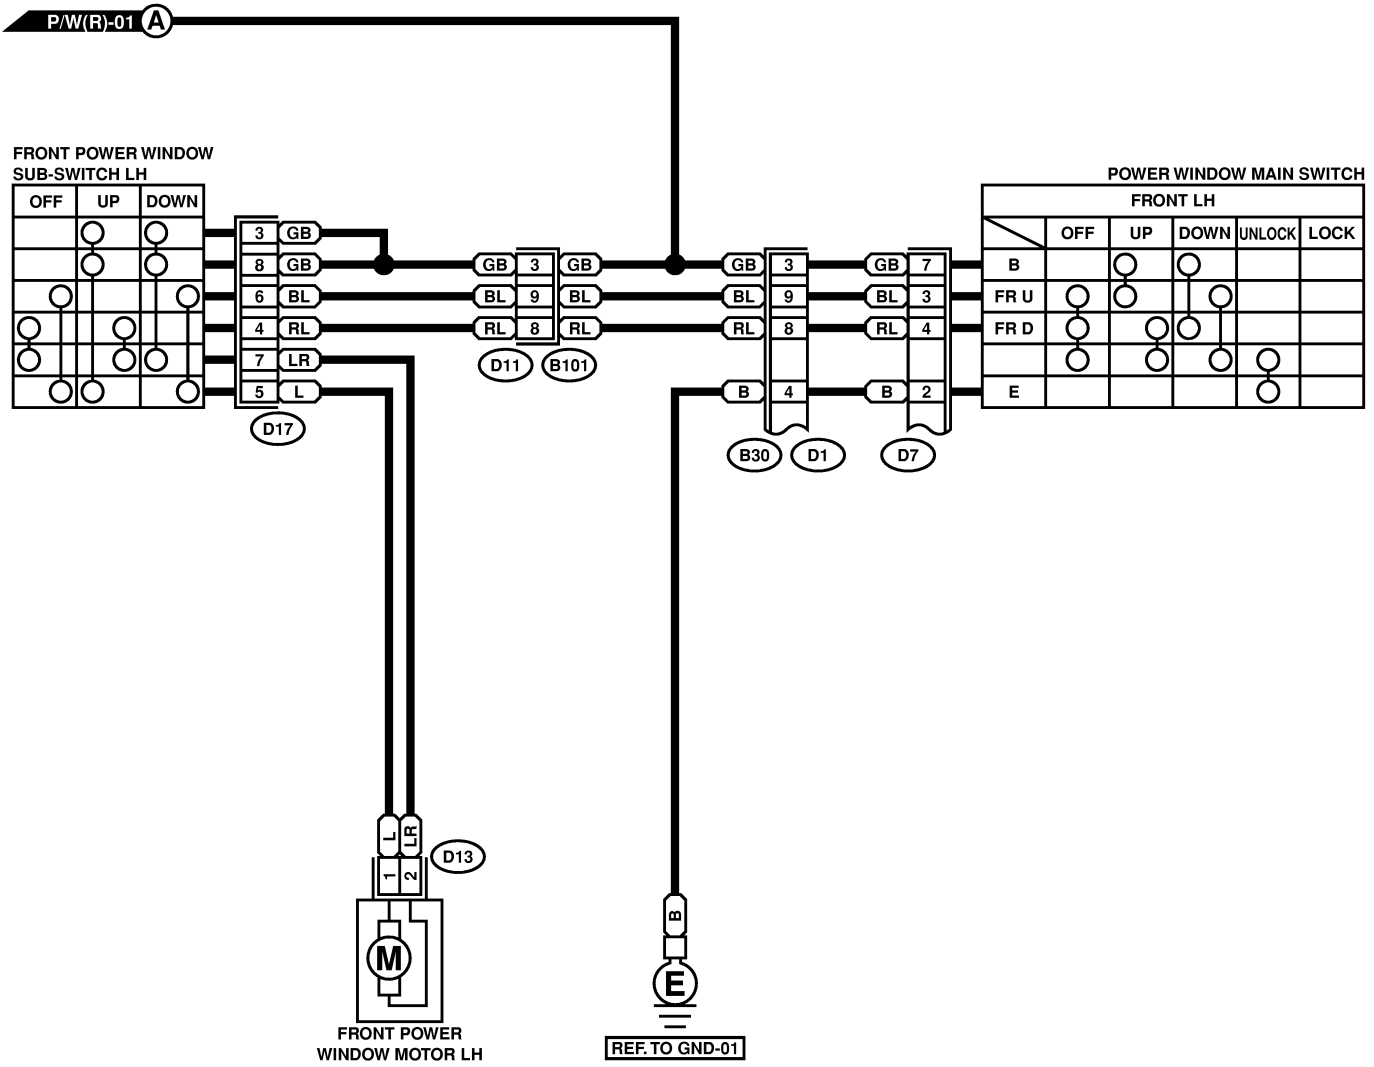 P/W(R)-01 A
FRONT POWER WINDOW
SUB-SWITCH LH
OFF UP DOWN
POWER WINDOW MAIN SWITCH
FRONT LH
OFF UP DOWN UNLOCK LOCK
3 GB
8 GB GB 3 GB GB 3 GB 7 B
6 BL BL 9 BL BL 9 BL 3 FR U
4 RL RL 8 RL RL 8 RL 4 FR D
7 LR
D11 B101
5 L B 4 B 2 E
D17
B30 D1 D7
L LR
D13
1 2
M
FRONT POWER
WINDOW MOTOR LH
B
E
REF. TO GND-01